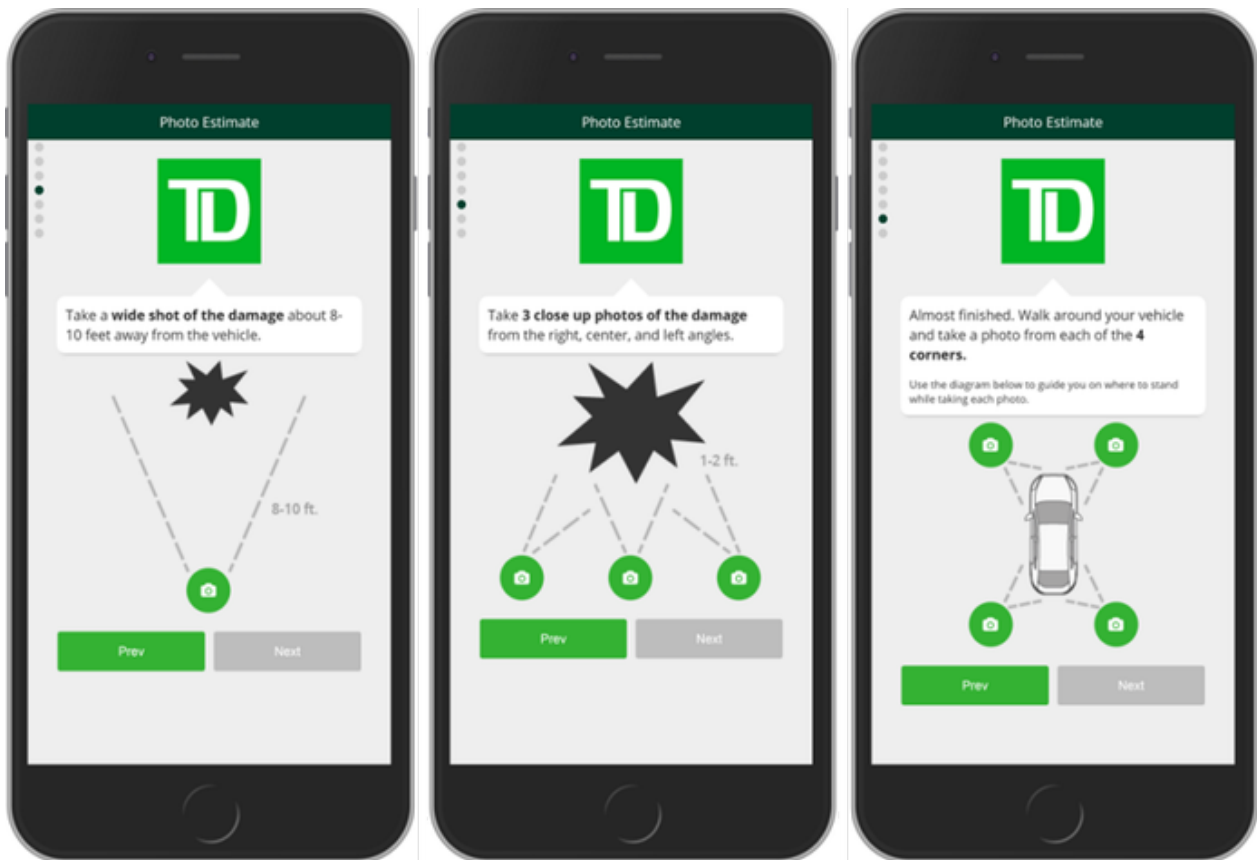 Photo Estimate
TD
Take a wide shot of the damage about 8-
10 feet away from the vehicle.
8-10 ft.
Prev
Next
Photo Estimate
TD
Take 3 close up photos of the damage
from the right, center, and left angles.
1-2 ft.
Prev
Next
Photo Estimate
TD
Almost finished. Walk around your vehicle
and take a photo from each of the 4
corners.
Use the diagram below to guide you on where to stand
while taking each photo.
Prev
Next